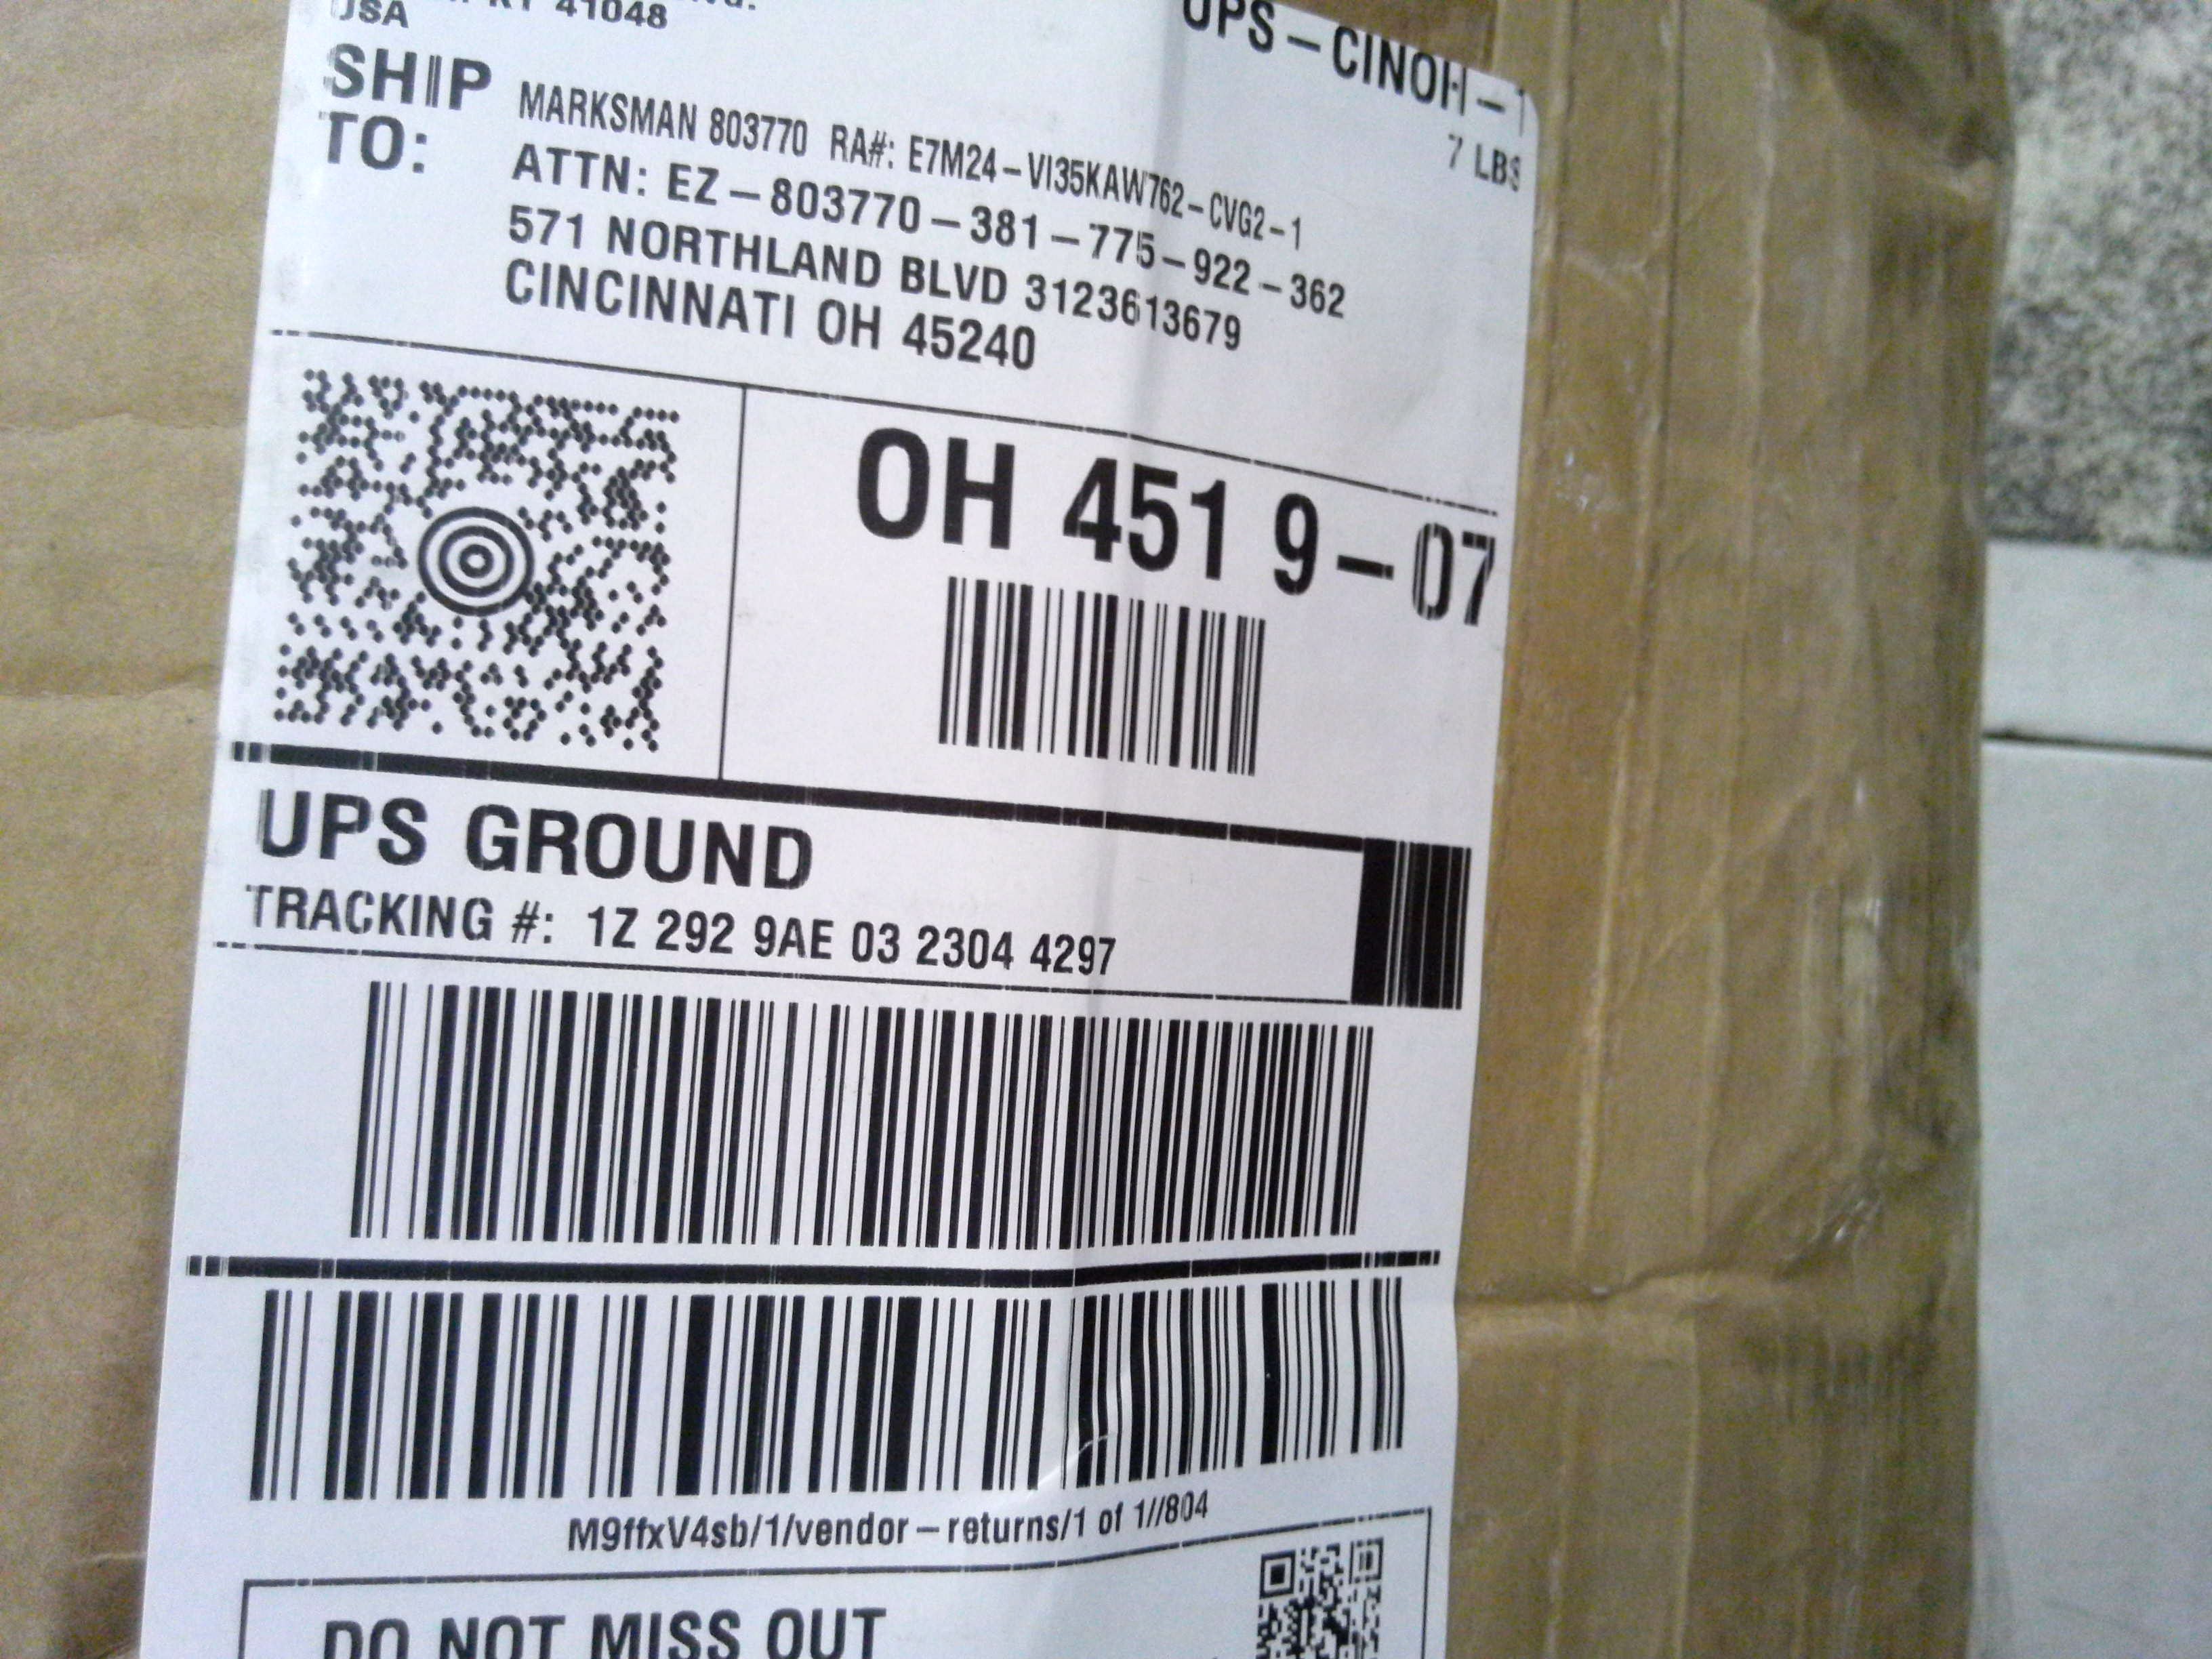 KY 41048
USA
UPS – CINOH – 1
7 LBS
SHIP TO:
MARKSMAN 803770 RA#: E7M24–VI35KAW762–CVG2–1
ATTN: EZ–803770–381–775–922–362
571 NORTHLAND BLVD 3123613679
CINCINNATI OH 45240
OH 451 9–07
UPS GROUND
TRACKING #: 1Z 292 9AE 03 2304 4297
M9ffxV4sb/1/vendor–returns/1 of 1//804
DO NOT MISS OUT